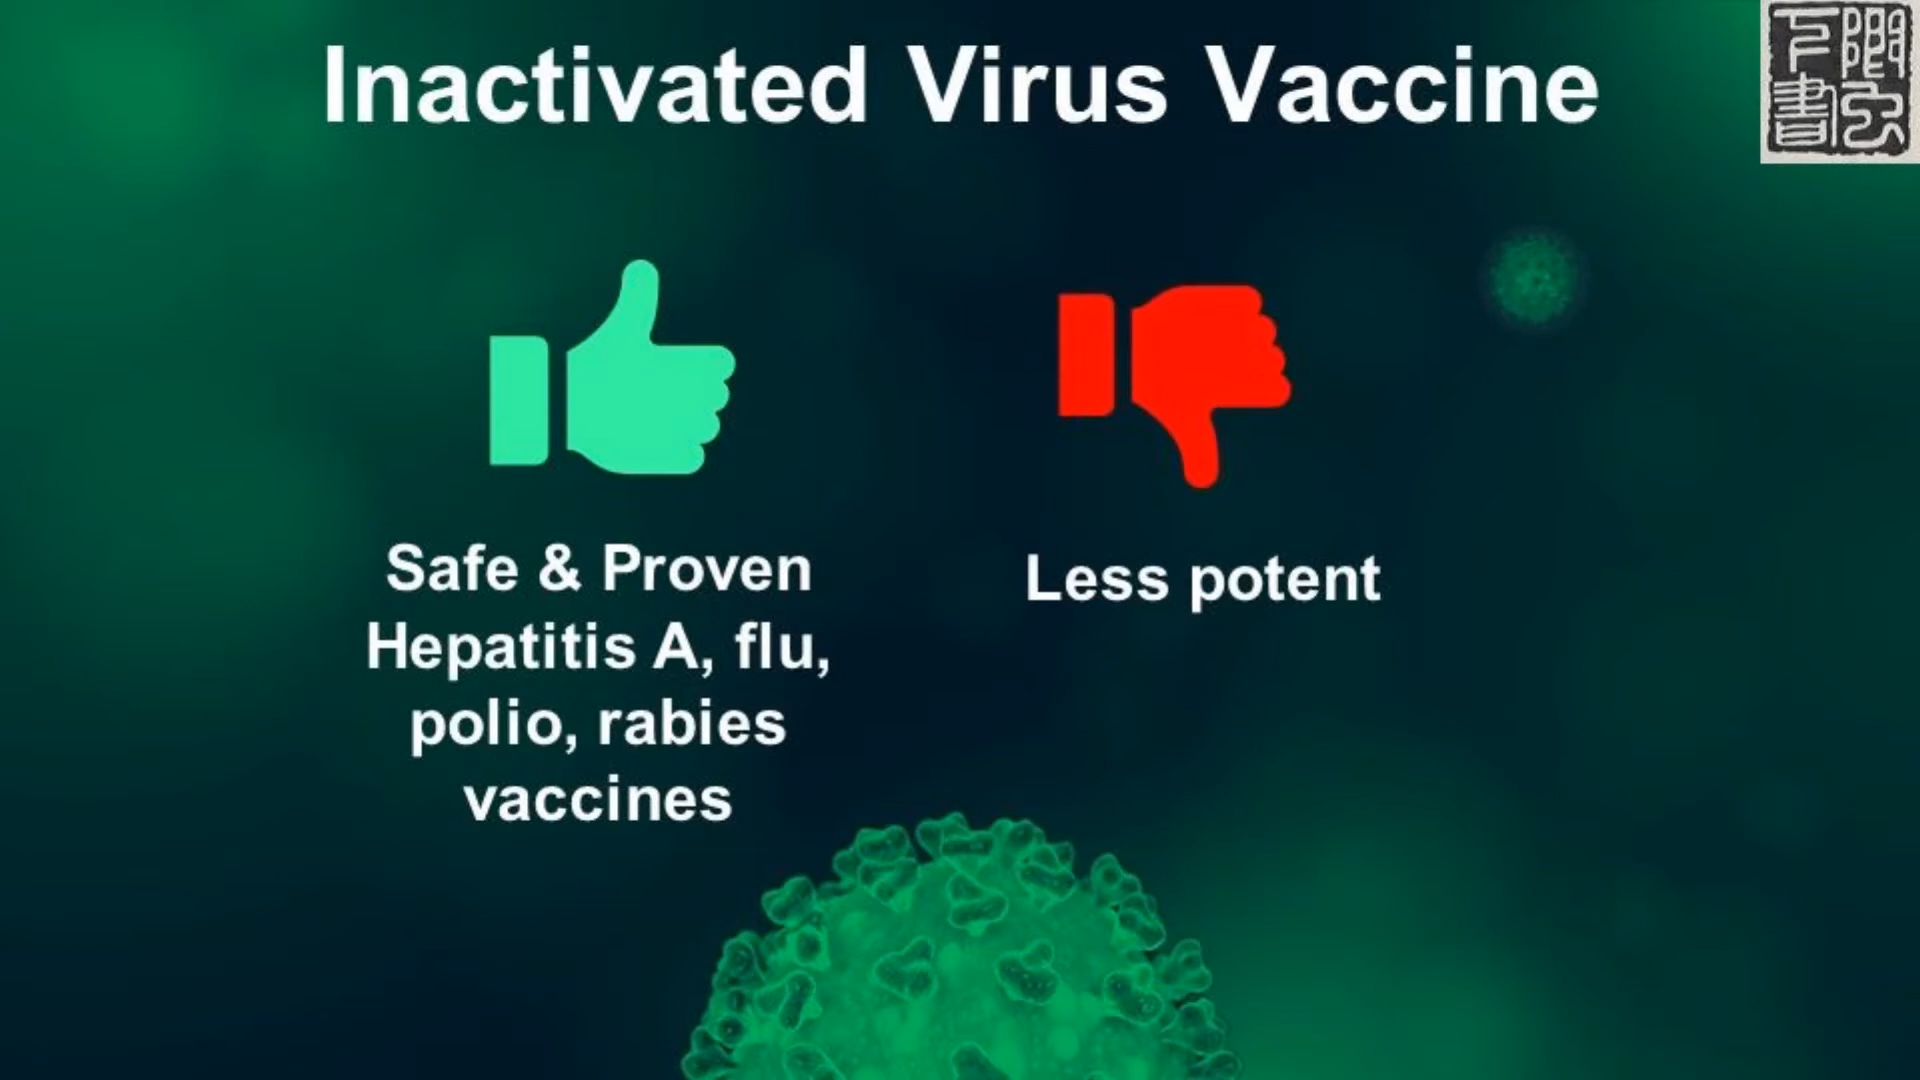 Inactivated Virus Vaccine
Safe & Proven
Hepatitis A, flu,
polio, rabies
vaccines
Less potent